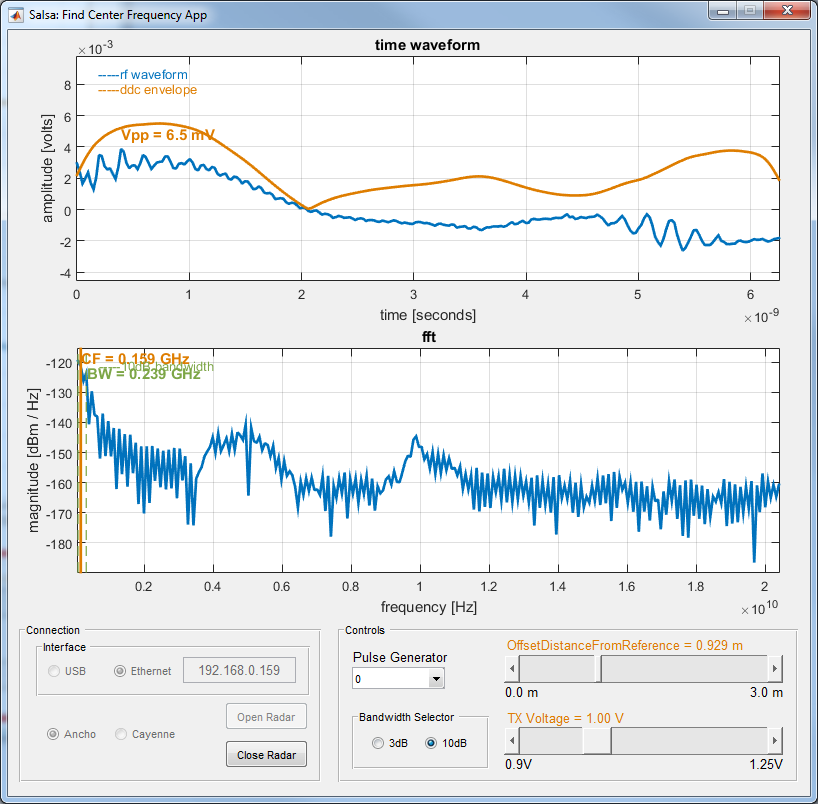 Salsa: Find Center Frequency App
time waveform
×10⁻³
-----rf waveform
-----ddc envelope
Vpp = 6.5 mV
8
6
4
2
0
-2
-4
amplitude [volts]
0 1 2 3 4 5 6
time [seconds]
×10⁻⁹
fft
CF = 0.159 GHz
-----10dB bandwidth
BW = 0.239 GHz
-120
-130
-140
-150
-160
-170
-180
magnitude [dBm / Hz]
0.2 0.4 0.6 0.8 1 1.2 1.4 1.6 1.8 2
frequency [Hz]
×10¹⁰
Connection
Interface
USB Ethernet 192.168.0.159
Ancho Cayenne
Open Radar
Close Radar
Controls
Pulse Generator
0
Bandwidth Selector
3dB 10dB
OffsetDistanceFromReference = 0.929 m
0.0 m 3.0 m
TX Voltage = 1.00 V
0.9V 1.25V